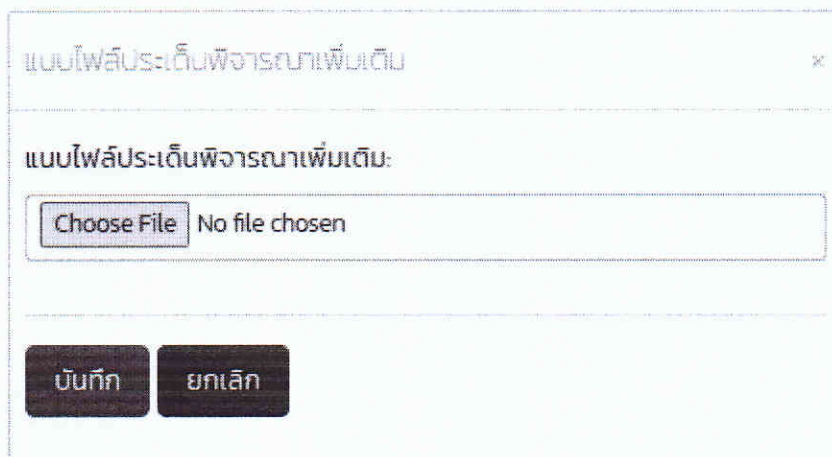 แนบไฟล์ประเด็นพิจารณาเพิ่มเติม ×
แนบไฟล์ประเด็นพิจารณาเพิ่มเติม:
Choose File No file chosen
บันทึก ยกเลิก